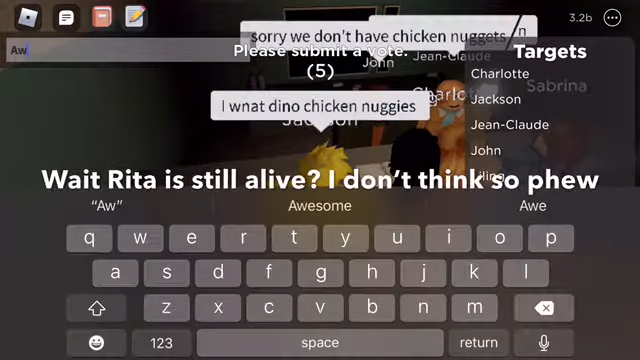 3.2b
sorry we don't have chicken nuggets
Aw
Please submit a vote.
Targets
John
Jean-Claude
(5)
Charlotte
Sabrina
Jackson
I wnat dino chicken nuggies
Jean-Claude
John
Wait Rita is still alive? I don't think so phew
“Aw”
Awesome
Awe
q w e r t y u i o p
a s d f g h j k l
z x c v b n m
123
space
return